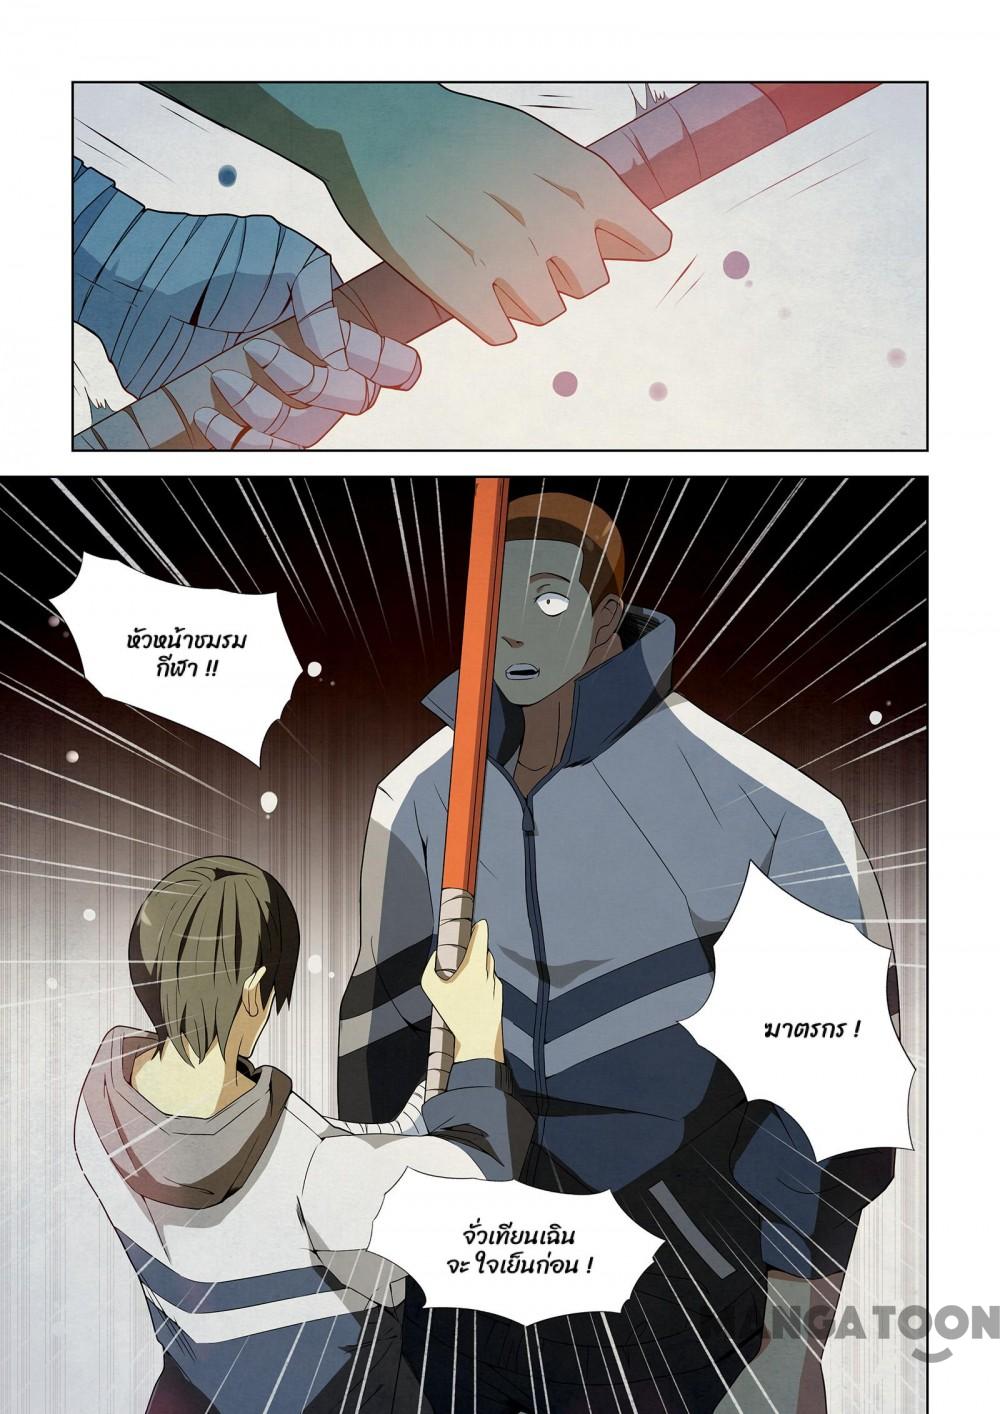 หัวหน้าชมรม
กีฬา !!
ฆาตรกร !
จั่วเทียนเฉิน
จะ ใจเย็นก่อน !
MANGATOON